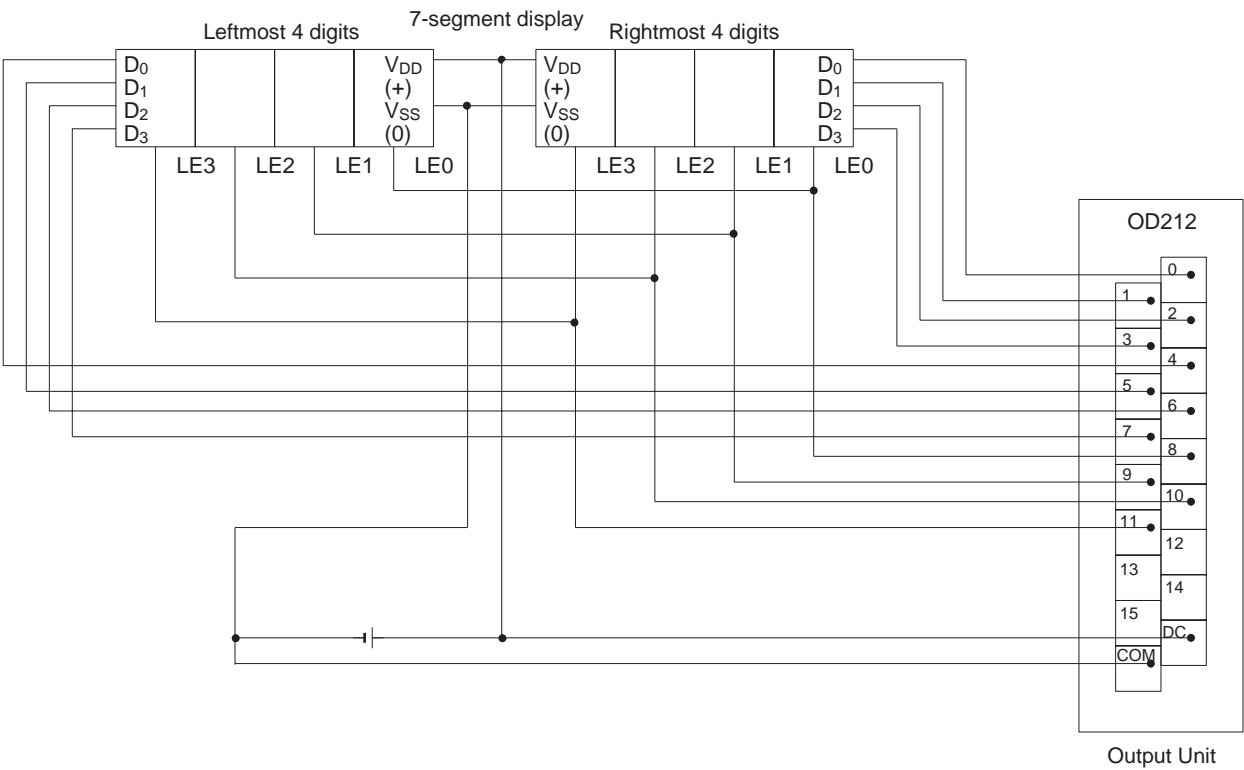 7-segment display
Leftmost 4 digits
Rightmost 4 digits
D0
D1
D2
D3
VDD
(+)
VSS
(0)
VDD
(+)
VSS
(0)
D0
D1
D2
D3
LE3 LE2 LE1 LE0
LE3 LE2 LE1 LE0
OD212
0
1
2
3
4
5
6
7
8
9
10
11
12
13
14
15
DC
COM
Output Unit